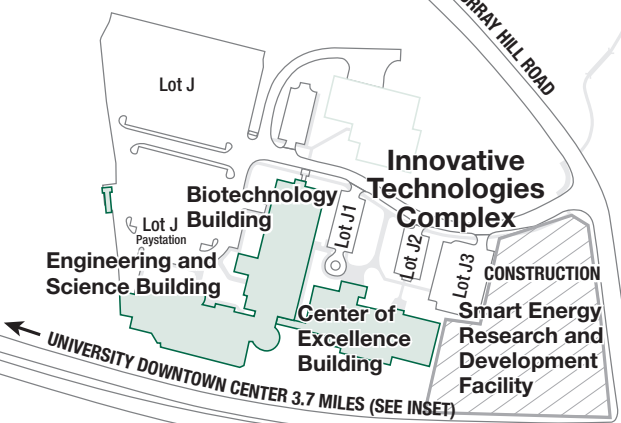 RRAY HILL ROAD
Lot J
Innovative
Technologies
Complex
Biotechnology
Building
Lot J1
Lot J
Paystation
Lot J2
Engineering and
Science Building
Lot J3
CONSTRUCTION
Center of
Excellence
Building
Smart Energy
Research and
Development
Facility
UNIVERSITY DOWNTOWN CENTER 3.7 MILES (SEE INSET)